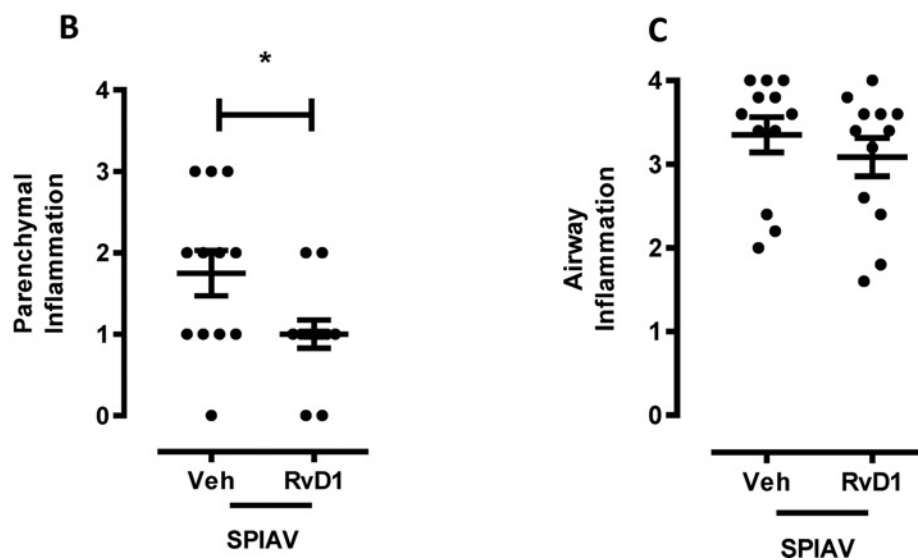 B
*
4
3
2
1
0
Parenchymal
Inflammation
Veh RvD1
SPIAV
C
4
3
2
1
0
Airway
Inflammation
Veh RvD1
SPIAV